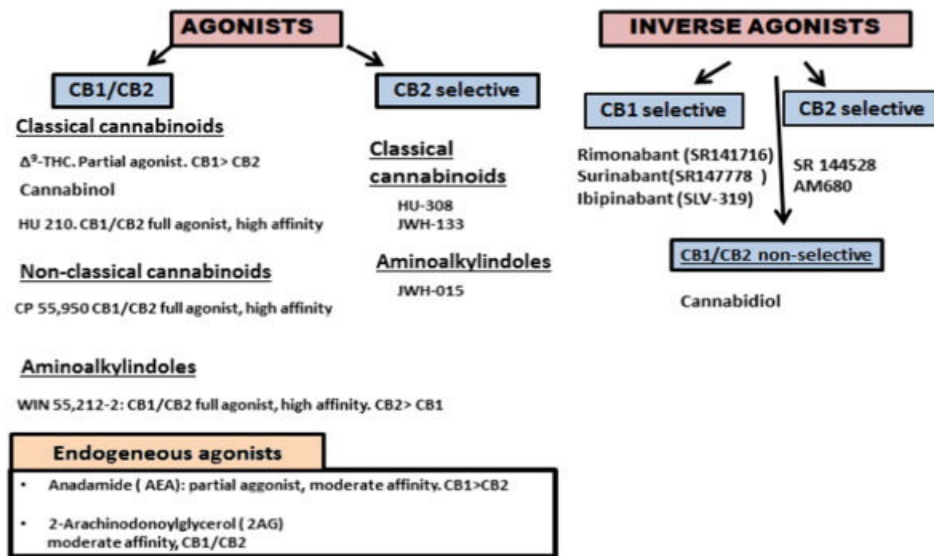 AGONISTS
CB1/CB2
Classical cannabinoids
Δ⁹-THC. Partial agonist. CB1> CB2
Cannabinol
HU 210. CB1/CB2 full agonist, high affinity
Non-classical cannabinoids
CP 55,950 CB1/CB2 full agonist, high affinity
Aminoalkylindoles
WIN 55,212-2: CB1/CB2 full agonist, high affinity. CB2> CB1
CB2 selective
Classical
cannabinoids
HU-308
JWH-133
Aminoalkylindoles
JWH-015
Endogeneous agonists
• Anadamide ( AEA): partial aggonist, moderate affinity. CB1>CB2
• 2-Arachinodonoylglycerol ( 2AG)
moderate affinity, CB1/CB2
INVERSE AGONISTS
CB1 selective
Rimonabant (SR141716)
Surinabant(SR147778 )
Ibipinabant (SLV-319)
CB2 selective
SR 144528
AM680
CB1/CB2 non-selective
Cannabidiol